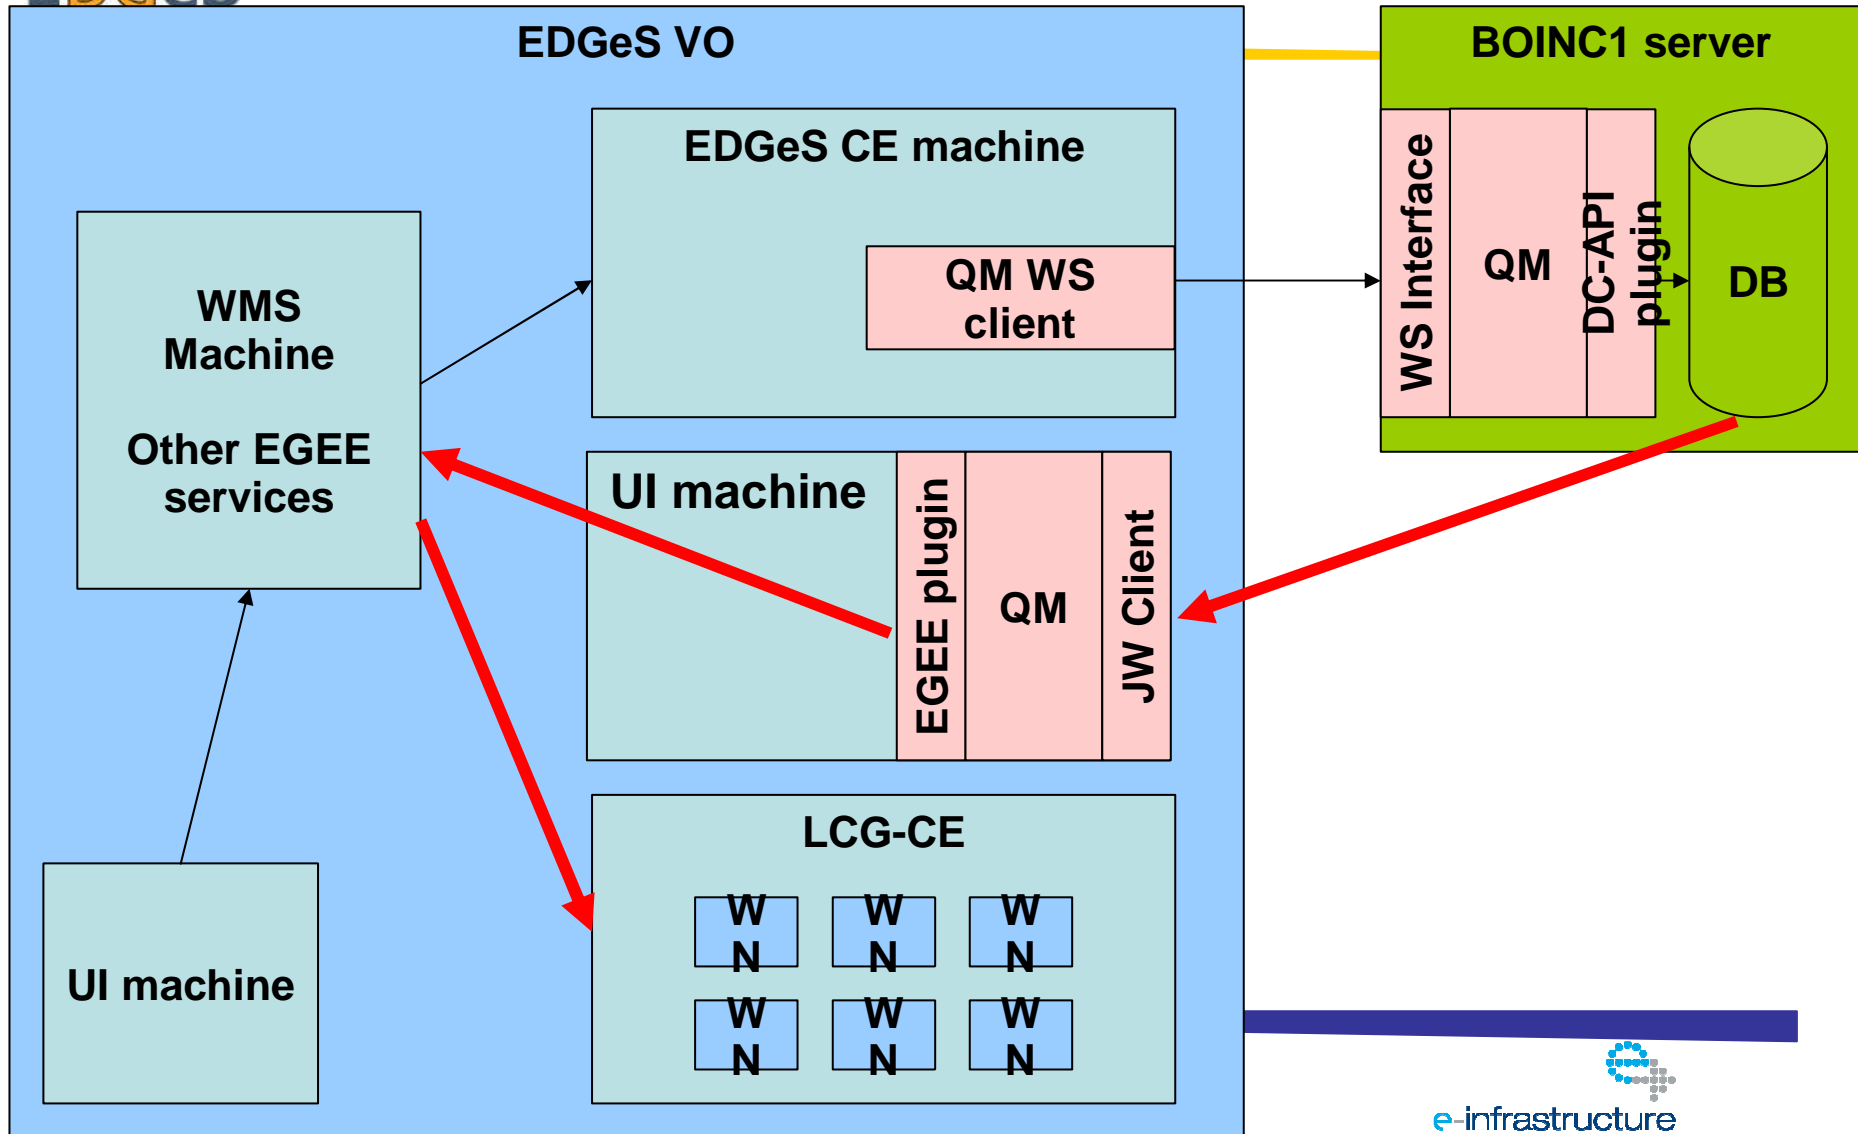 EDGeS
EDGeS VO
BOINC1 server
EDGeS CE machine
QM WS
client
WS Interface
QM
DC-API
plugin
DB
WMS
Machine
Other EGEE
services
UI machine
EGEE plugin
QM
JW Client
LCG-CE
W
N
W
N
W
N
W
N
W
N
W
N
UI machine
e-infrastructure